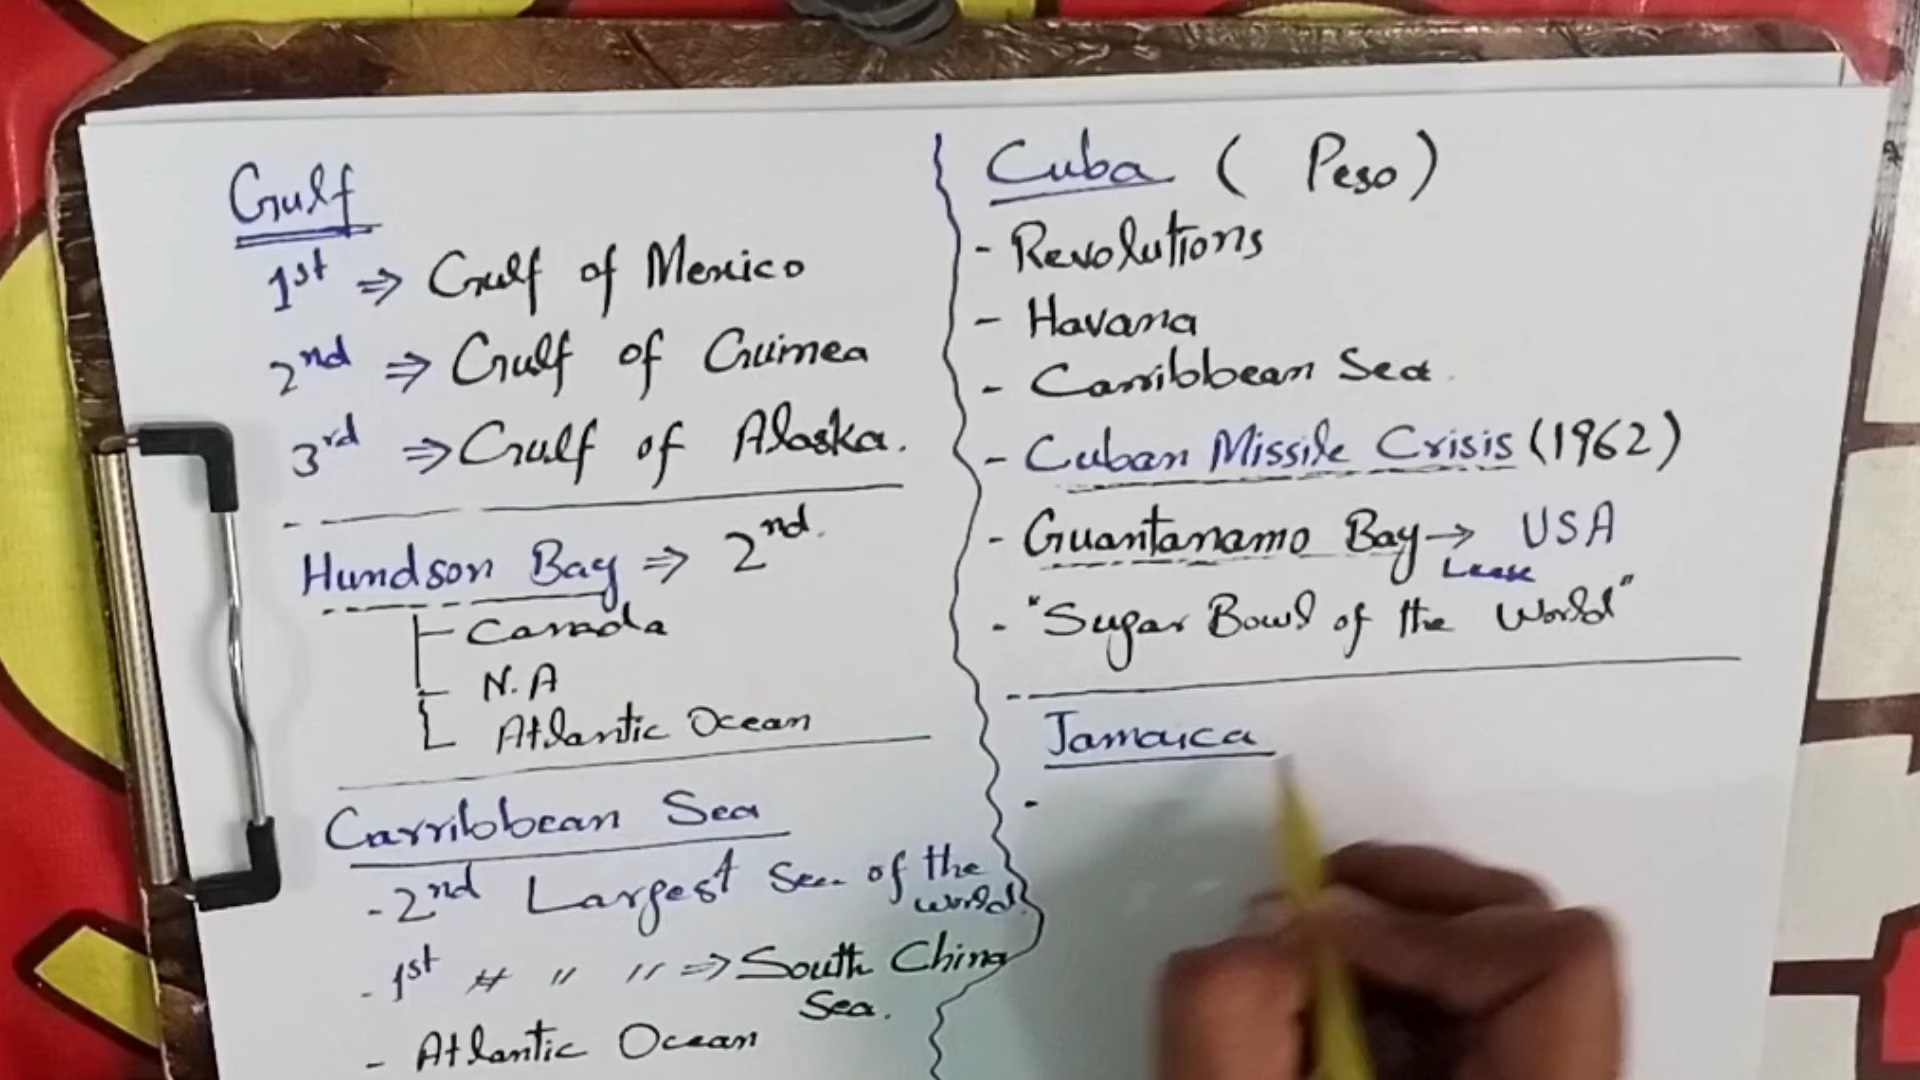 Gulf
1st ⇒ Gulf of Mexico
2nd ⇒ Gulf of Guinea
3rd ⇒ Gulf of Alaska.
Hundson Bay ⇒ 2nd.
Canada
N.A
Atlantic Ocean
Carribbean Sea
- 2nd Largest Sea of the world
- 1st " " " ⇒ South China Sea.
- Atlantic Ocean
Cuba ( Peso )
- Revolutions
- Havana
- Carribbean Sea
- Cuban Missile Crisis (1962)
- Guantanamo Bay → USA
Lease
- "Sugar Bowl of the World"
Jamaica
-